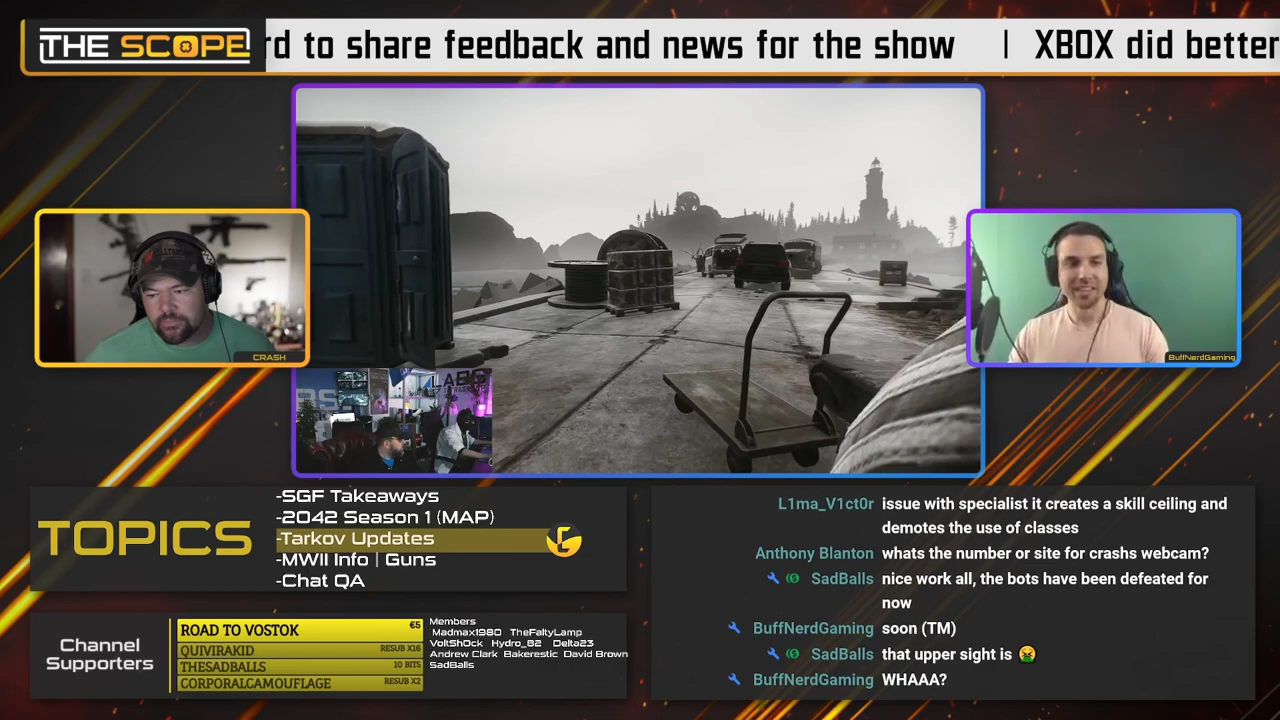 THE SCOPE
rd to share feedback and news for the show | XBOX did better
CRASH
BuffNerdGaming
LABS
TOPICS
-SGF Takeaways
-2042 Season 1 (MAP)
-Tarkov Updates
-MWII Info | Guns
-Chat QA
Channel
Supporters
ROAD TO VOSTOK €5
QUIVIRAKID RESUB X16
THESADBALLS 10 BITS
CORPORALCAMOUFLAGE RESUB X2
Members
Madmax1980 TheFaltyLamp
VoltSh0ck Hydro_82 Delta23
Andrew Clark Bakerestic David Brown
SadBalls
L1ma_V1ct0r issue with specialist it creates a skill ceiling and
demotes the use of classes
Anthony Blanton whats the number or site for crashs webcam?
SadBalls nice work all, the bots have been defeated for
now
BuffNerdGaming soon (TM)
SadBalls that upper sight is 🤮
BuffNerdGaming WHAAA?